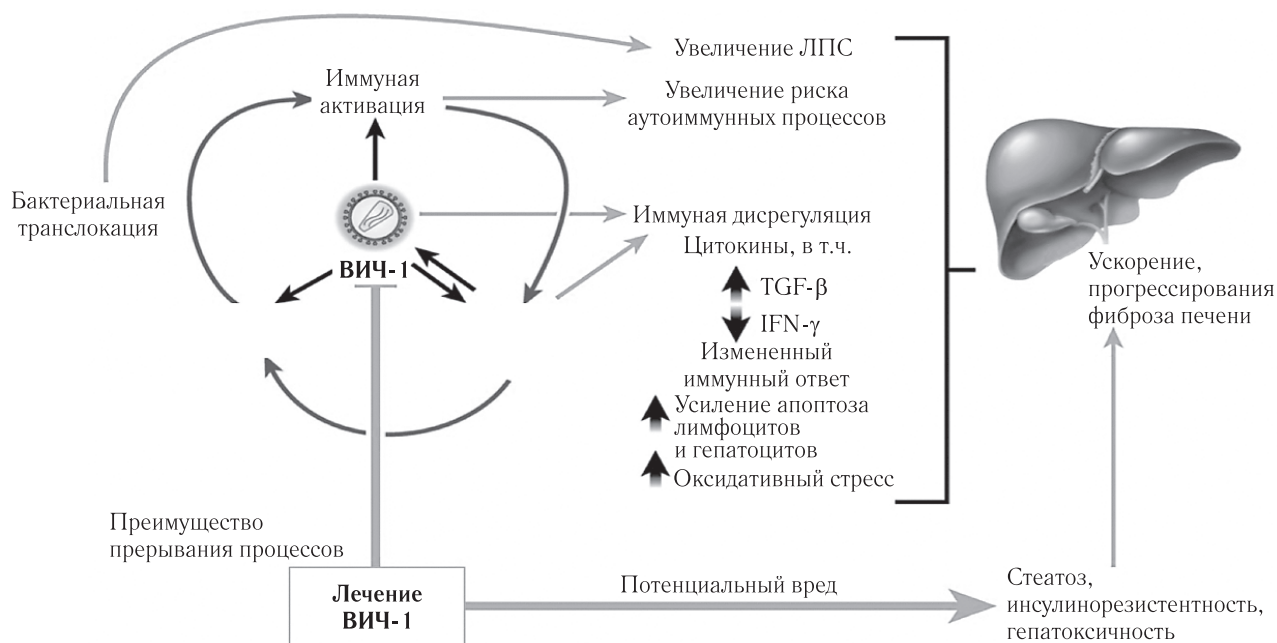 Увеличение ЛПС
Иммуная
активация
Увеличение риска
аутоиммунных процессов
Бактериальная
транслокация
ВИЧ-1
Иммуная дисрегуляция
Цитокины, в т.ч.
TGF-β
IFN-γ
Измененный
иммунный ответ
Усиление апоптоза
лимфоцитов
и гепатоцитов
Оксидативный стресс
Ускорение,
прогрессирования
фиброза печени
Преимущество
прерывания процессов
Лечение
ВИЧ-1
Потенциальный вред
Стеатоз,
инсулинорезистентность,
гепатоксичность